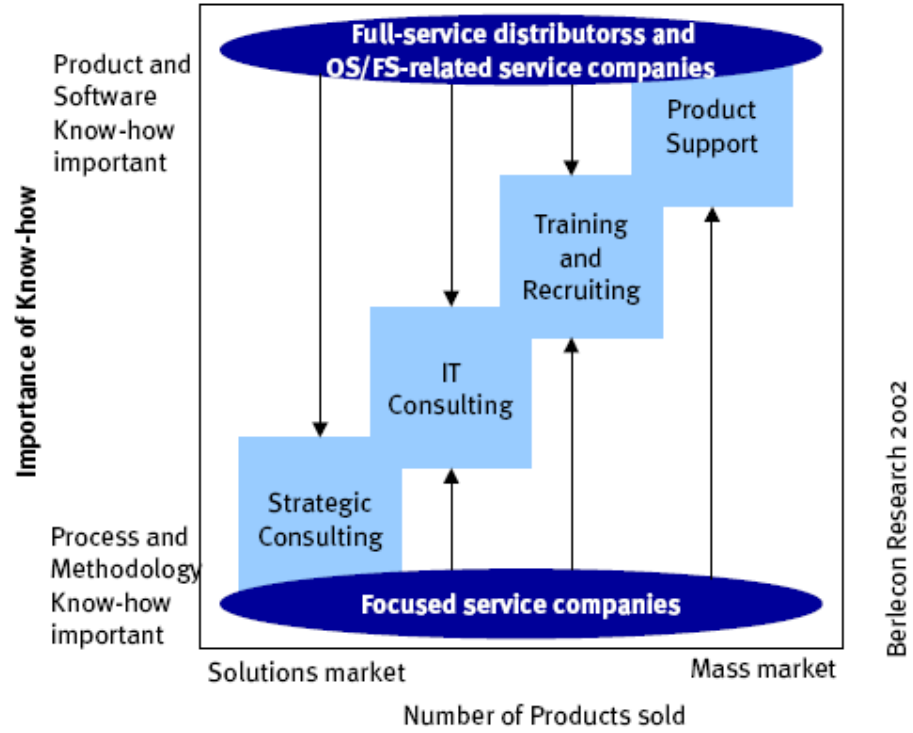 Full-service distributorss and
OS/FS-related service companies
Product and
Software
Know-how
important
Product
Support
Training
and
Recruiting
IT
Consulting
Strategic
Consulting
Process and
Methodology
Know-how
important
Focused service companies
Importance of Know-how
Solutions market
Mass market
Number of Products sold
Berlecon Research 2002